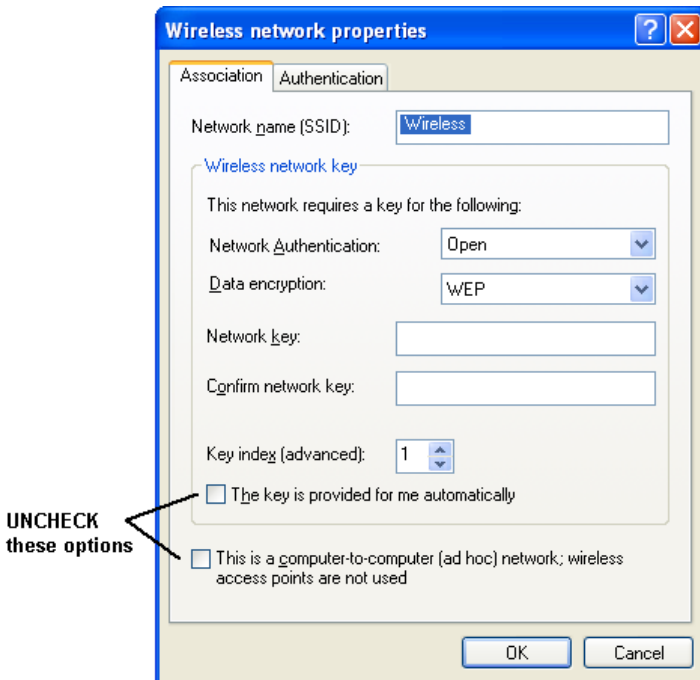 Wireless network properties
Association Authentication
Network name (SSID): Wireless
Wireless network key
This network requires a key for the following:
Network Authentication: Open
Data encryption: WEP
Network key:
Confirm network key:
Key index (advanced): 1
The key is provided for me automatically
UNCHECK
these options
This is a computer-to-computer (ad hoc) network; wireless
access points are not used
OK Cancel